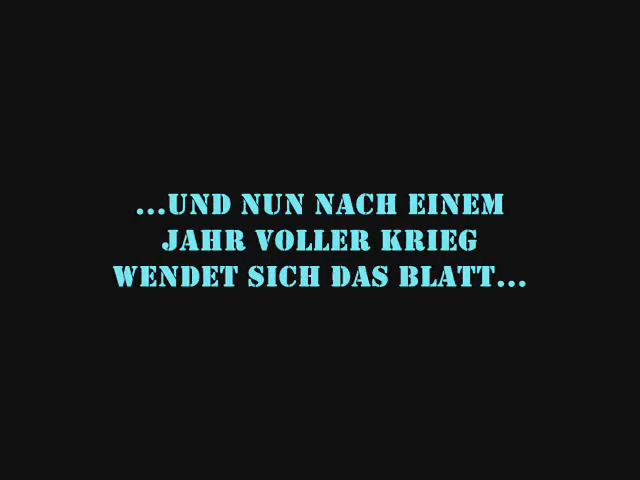 ...UND NUN NACH EINEM
JAHR VOLLER KRIEG
WENDET SICH DAS BLATT...